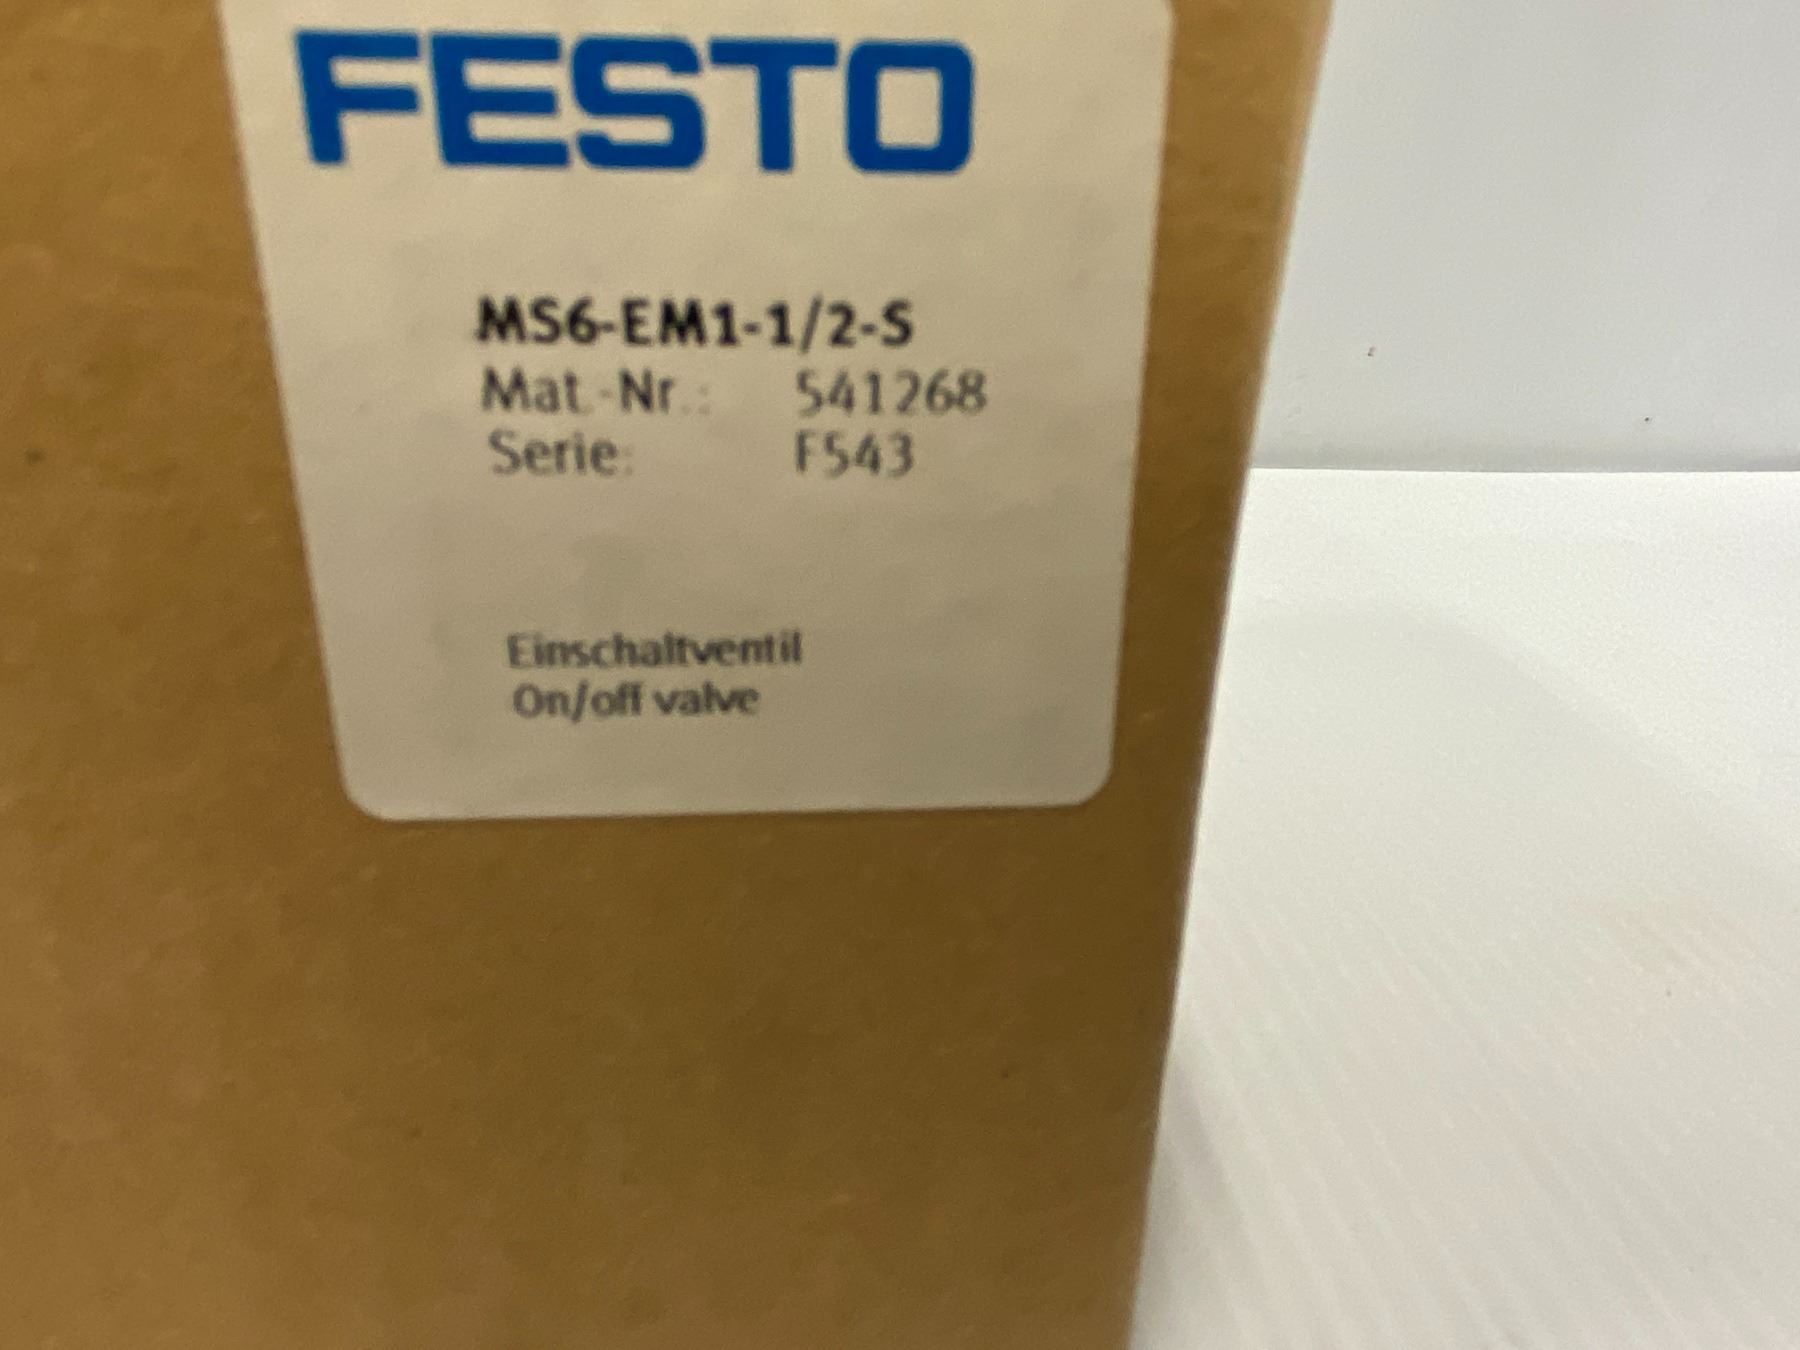 FESTO
MS6-EM1-1/2-S
Mat.-Nr.: 541268
Serie: F543
Einschaltventil
On/off valve